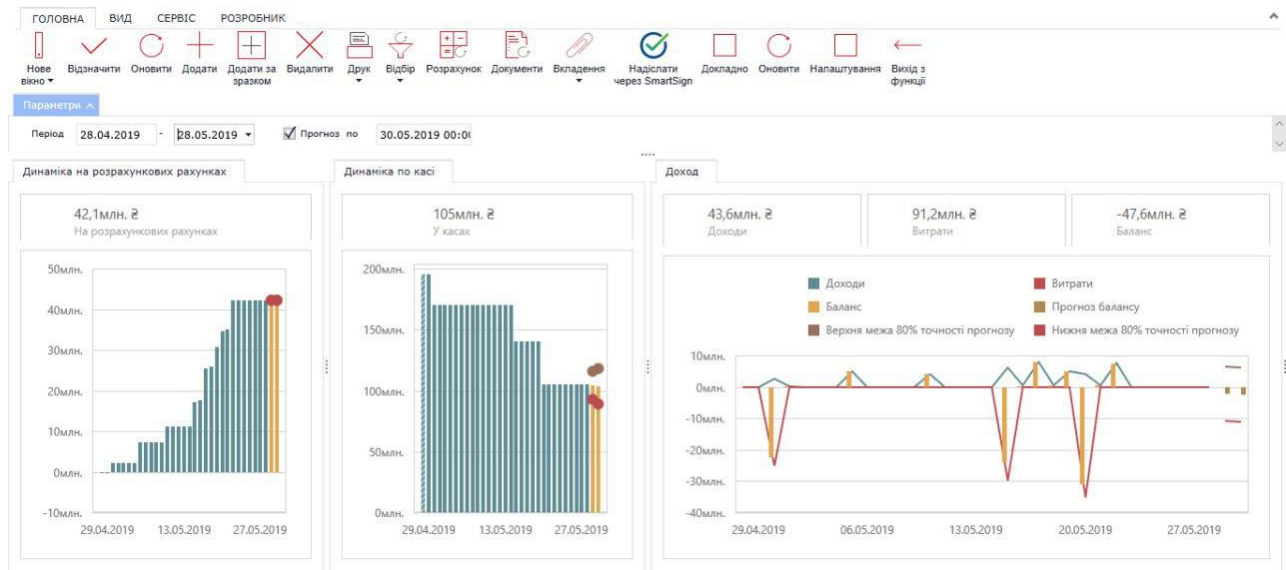 ГОЛОВНА ВИД СЕРВІС РОЗРОБНИК
Нове вікно
Відзначити
Оновити
Додати
Додати за зразком
Видалити
Друк
Відбір
Розрахунок
Документи
Вкладення
Надіслати через SmartSign
Докладно
Оновити
Налаштування
Вихід з функції
Параметри
Період 28.04.2019 - 28.05.2019 Прогноз по 30.05.2019 00:00
Динаміка на розрахункових рахунках
42,1млн. ₴
На розрахункових рахунках
50млн.
40млн.
30млн.
20млн.
10млн.
0млн.
-10млн.
29.04.2019 13.05.2019 27.05.2019
Динаміка по касі
105млн. ₴
У касах
200млн.
150млн.
100млн.
50млн.
0млн.
29.04.2019 13.05.2019 27.05.2019
Доход
43,6млн. ₴
Доходи
91,2млн. ₴
Витрати
-47,6млн. ₴
Баланс
Доходи Витрати
Баланс Прогноз балансу
Верхня межа 80% точності прогнозу Нижня межа 80% точності прогнозу
10млн.
0млн.
-10млн.
-20млн.
-30млн.
-40млн.
29.04.2019 06.05.2019 13.05.2019 20.05.2019 27.05.2019